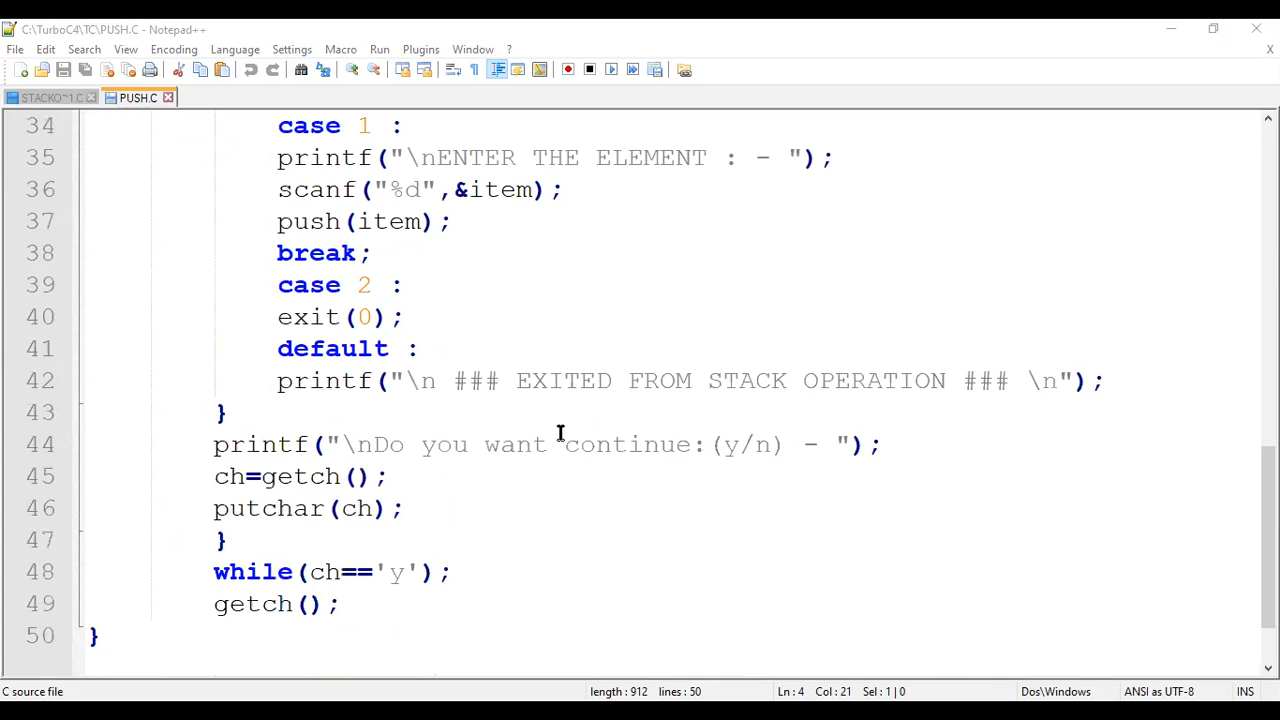 C:\TurboC4\TC\PUSH.C - Notepad++
File Edit Search View Encoding Language Settings Macro Run Plugins Window ? X
STACKO~1.C PUSH.C
34 case 1 :
35 printf("\nENTER THE ELEMENT : - ");
36 scanf("%d",&item);
37 push(item);
38 break;
39 case 2 :
40 exit(0);
41 default :
42 printf("\n ### EXITED FROM STACK OPERATION ### \n");
43 }
44 printf("\nDo you want continue:(y/n) - ");
45 ch=getch();
46 putchar(ch);
47 }
48 while(ch=='y');
49 getch();
50 }
C source file length : 912 lines : 50 Ln : 4 Col : 21 Sel : 1 | 0 Dos\Windows ANSI as UTF-8 INS